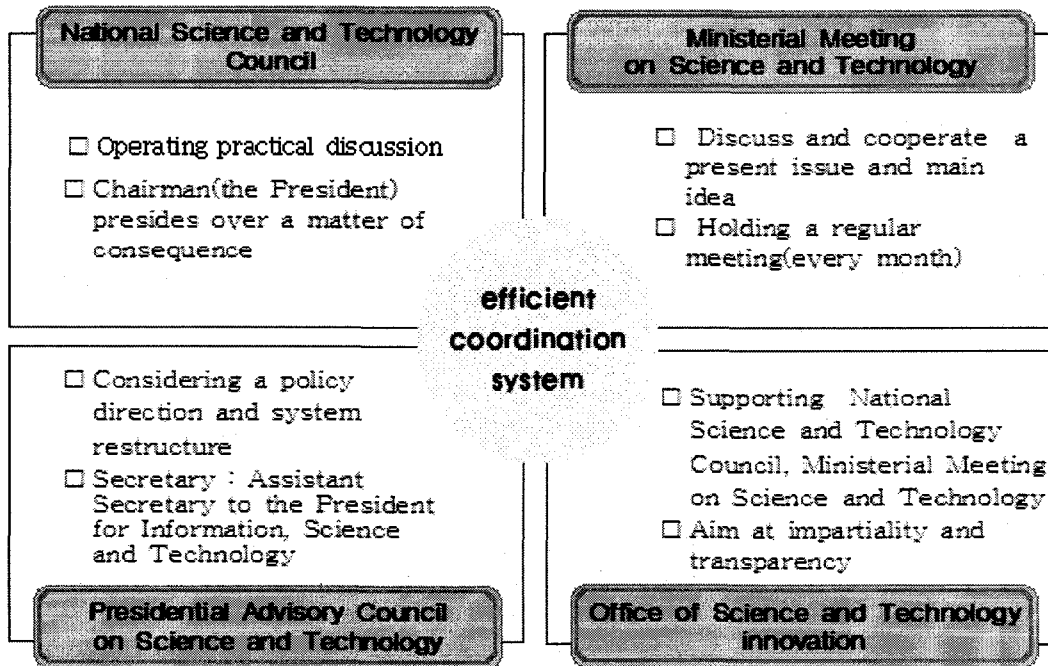 National Science and Technology
Council
□ Operating practical discussion
□ Chairman(the President)
presides over a matter of
consequence
Ministerial Meeting
on Science and Technology
□ Discuss and cooperate a
present issue and main
idea
□ Holding a regular
meeting(every month)
efficient
coordination
system
□ Considering a policy
direction and system
restructure
□ Secretary : Assistant
Secretary to the President
for Information, Science
and Technology
Presidential Advisory Council
on Science and Technology
□ Supporting National
Science and Technology
Council, Ministerial Meeting
on Science and Technology
□ Aim at impartiality and
transparency
Office of Science and Technology
innovation